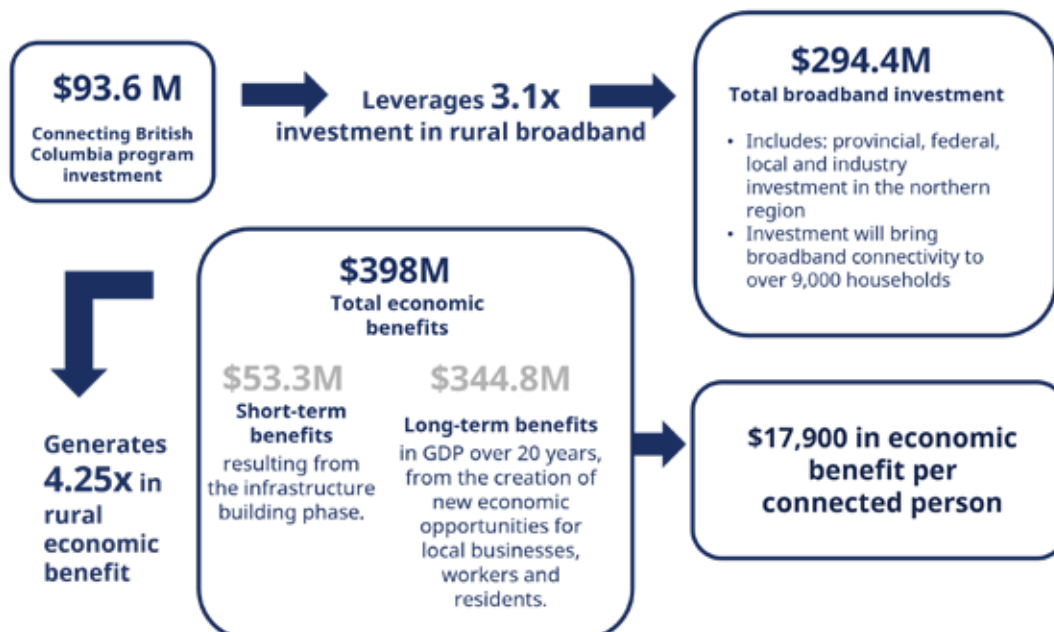 $93.6 M
Connecting British
Columbia program
investment
Leverages 3.1x
investment in rural broadband
$294.4M
Total broadband investment
• Includes: provincial, federal,
local and industry
investment in the northern
region
• Investment will bring
broadband connectivity to
over 9,000 households
Generates
4.25x in
rural
economic
benefit
$398M
Total economic
benefits
$53.3M
Short-term
benefits
resulting from
the infrastructure
building phase.
$344.8M
Long-term benefits
in GDP over 20 years,
from the creation of
new economic
opportunities for
local businesses,
workers and
residents.
$17,900 in economic
benefit per
connected person